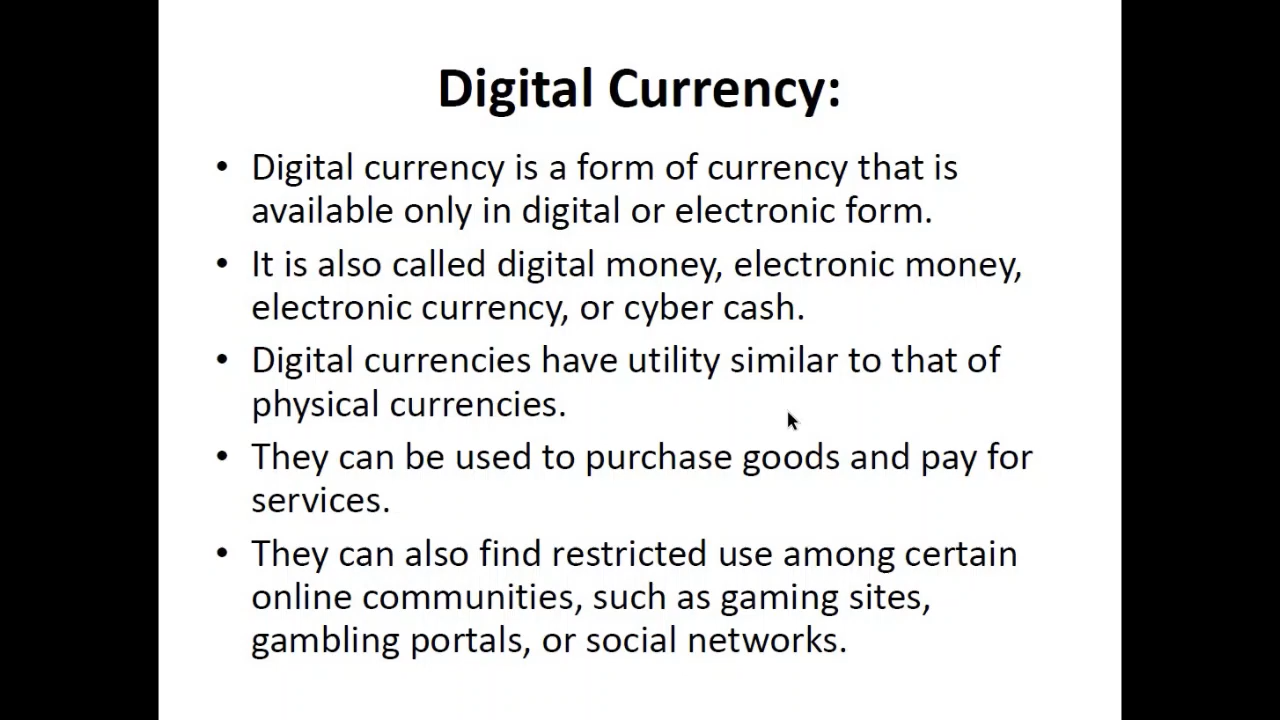 Digital Currency:
• Digital currency is a form of currency that is
available only in digital or electronic form.
• It is also called digital money, electronic money,
electronic currency, or cyber cash.
• Digital currencies have utility similar to that of
physical currencies.
• They can be used to purchase goods and pay for
services.
• They can also find restricted use among certain
online communities, such as gaming sites,
gambling portals, or social networks.